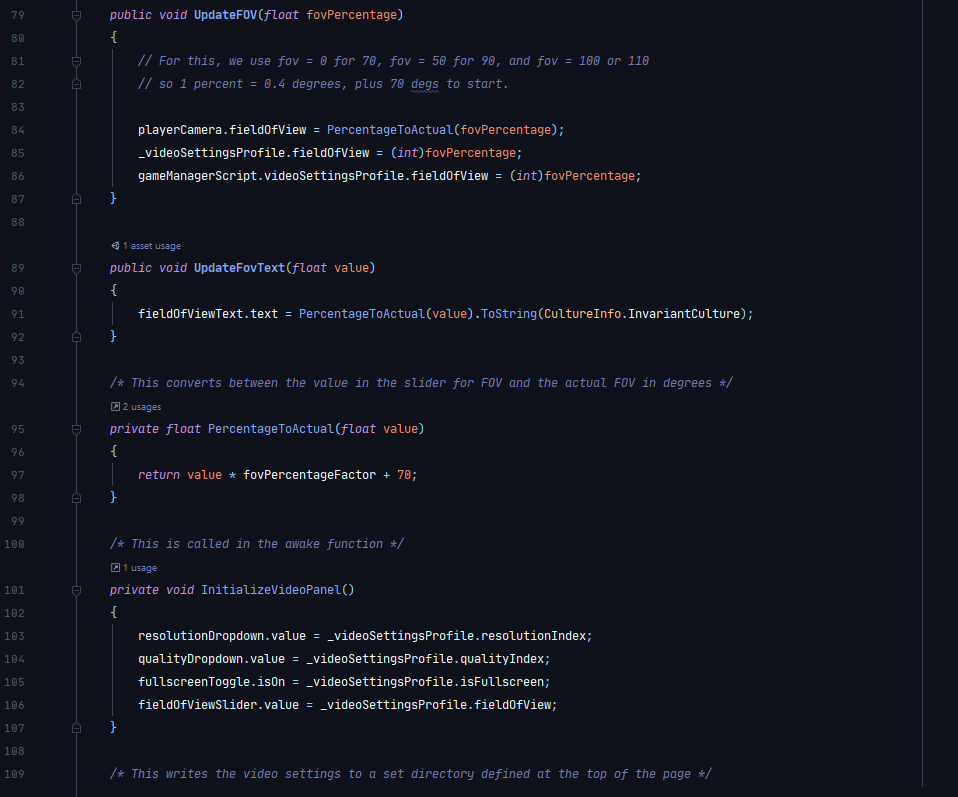 79 public void UpdateFOV(float fovPercentage)
80 {
81 // For this, we use fov = 0 for 70, fov = 50 for 90, and fov = 100 or 110
82 // so 1 percent = 0.4 degrees, plus 70 degs to start.
83
84 playerCamera.fieldOfView = PercentageToActual(fovPercentage);
85 _videoSettingsProfile.fieldOfView = (int)fovPercentage;
86 gameManagerScript.videoSettingsProfile.fieldOfView = (int)fovPercentage;
87 }
88
1 asset usage
89 public void UpdateFovText(float value)
90 {
91 fieldOfViewText.text = PercentageToActual(value).ToString(CultureInfo.InvariantCulture);
92 }
93
94 /* This converts between the value in the slider for FOV and the actual FOV in degrees */
2 usages
95 private float PercentageToActual(float value)
96 {
97 return value * fovPercentageFactor + 70;
98 }
99
100 /* This is called in the awake function */
1 usage
101 private void InitializeVideoPanel()
102 {
103 resolutionDropdown.value = _videoSettingsProfile.resolutionIndex;
104 qualityDropdown.value = _videoSettingsProfile.qualityIndex;
105 fullscreenToggle.isOn = _videoSettingsProfile.isFullscreen;
106 fieldOfViewSlider.value = _videoSettingsProfile.fieldOfView;
107 }
108
109 /* This writes the video settings to a set directory defined at the top of the page */